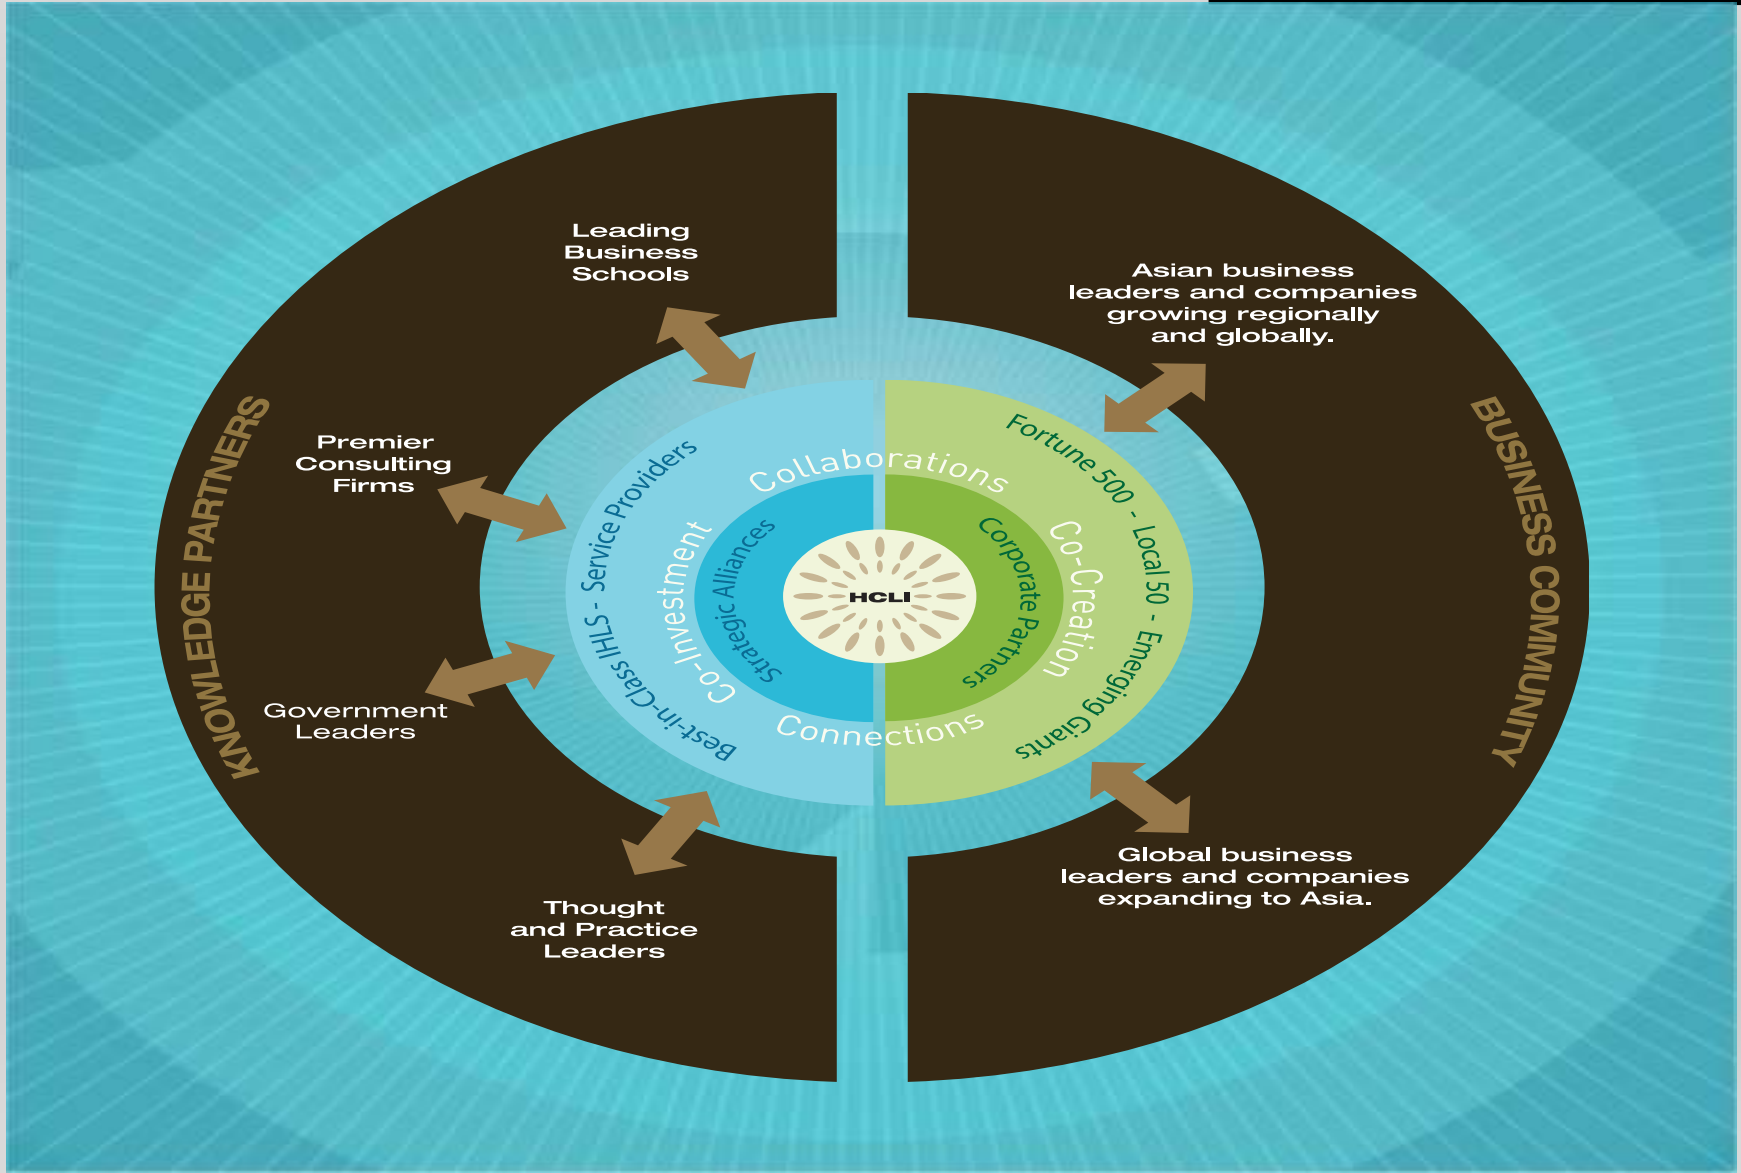 Leading
Business
Schools
Asian business
leaders and companies
growing regionally
and globally.
KNOWLEDGE PARTNERS
BUSINESS COMMUNITY
Premier
Consulting
Firms
Collaborations
Fortune 500 - Local 50 - Emerging Giants
Best-in-Class IHLS - Service Providers
Co-Investment
Strategic Alliances
HCLI
Corporate Partners
Co-Creation
Connections
Government
Leaders
Global business
leaders and companies
expanding to Asia.
Thought
and Practice
Leaders